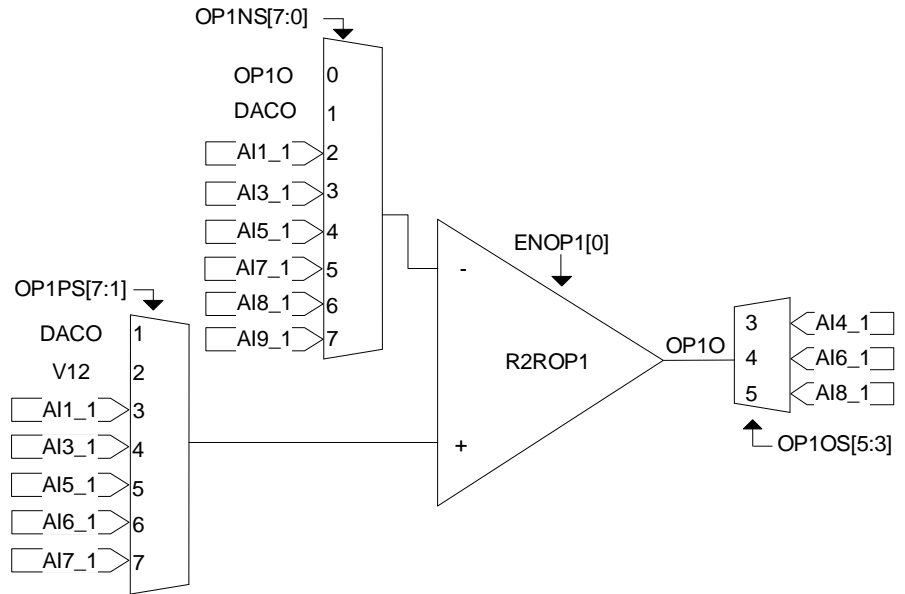 OP1NS[7:0]
OP1O 0
DACO 1
AI1_1 2
AI3_1 3
AI5_1 4
AI7_1 5
AI8_1 6
AI9_1 7
-
ENOP1[0]
OP1PS[7:1]
DACO 1
V12 2
AI1_1 3
AI3_1 4
AI5_1 5
AI6_1 6
AI7_1 7
+
R2ROP1
OP1O
3 AI4_1
4 AI6_1
5 AI8_1
OP1OS[5:3]